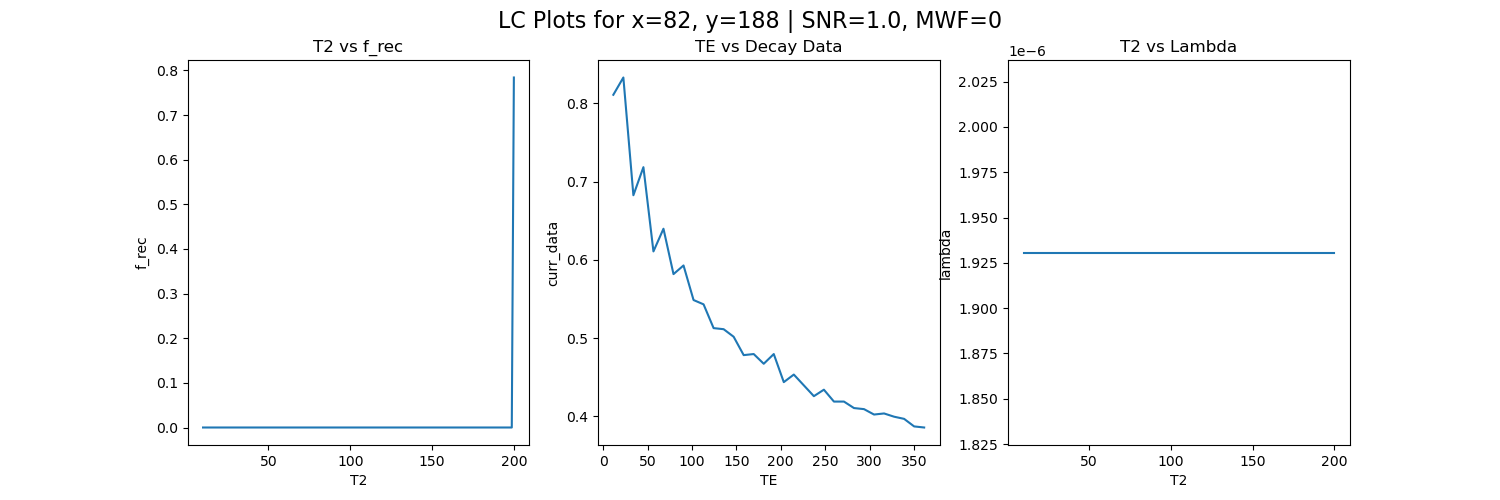 LC Plots for x=82, y=188 | SNR=1.0, MWF=0
T2 vs f_rec
f_rec
0.8
0.7
0.6
0.5
0.4
0.3
0.2
0.1
0.0
50 100 150 200
T2
TE vs Decay Data
curr_data
0.8
0.7
0.6
0.5
0.4
0 50 100 150 200 250 300 350
TE
T2 vs Lambda
1e−6
lambda
2.025
2.000
1.975
1.950
1.925
1.900
1.875
1.850
1.825
50 100 150 200
T2